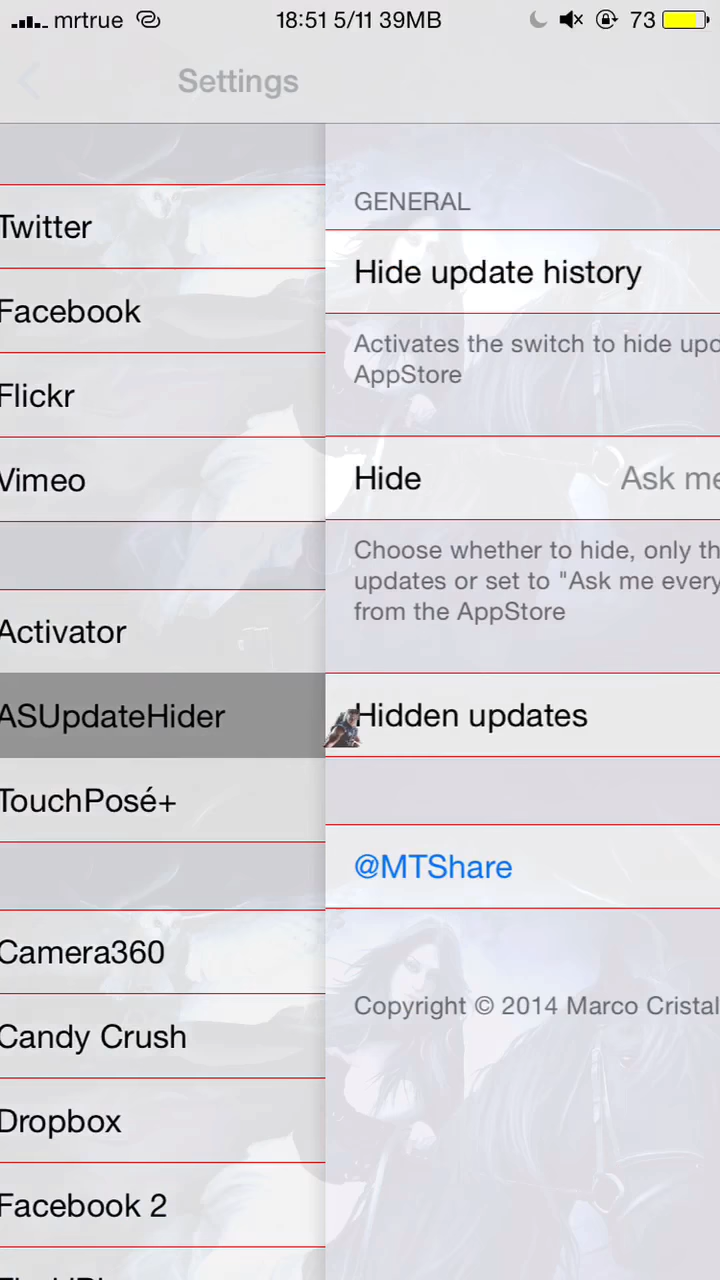 mrtrue 18:51 5/11 39MB 73
Settings
Twitter
Facebook
Flickr
Vimeo
Activator
ASUpdateHider
TouchPosé+
Camera360
Candy Crush
Dropbox
Facebook 2
GENERAL
Hide update history
Activates the switch to hide upd
AppStore
Hide Ask me
Choose whether to hide, only th
updates or set to "Ask me every
from the AppStore
Hidden updates
@MTShare
Copyright © 2014 Marco Cristal